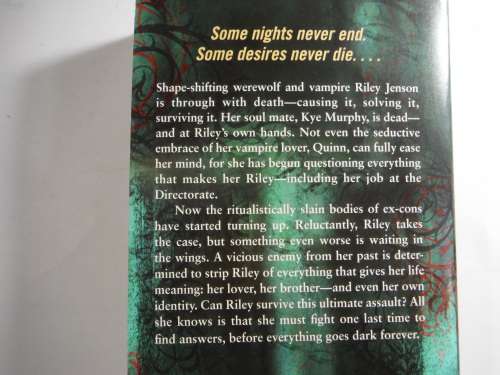 Some nights never end.
Some desires never die. . . .
Shape-shifting werewolf and vampire Riley Jenson
is through with death—causing it, solving it,
surviving it. Her soul mate, Kye Murphy, is dead—
and at Riley's own hands. Not even the seductive
embrace of her vampire lover, Quinn, can fully ease
her mind, for she has begun questioning everything
that makes her Riley—including her job at the
Directorate.
Now the ritualistically slain bodies of ex-cons
have started turning up. Reluctantly, Riley takes
the case, but something even worse is waiting in
the wings. A vicious enemy from her past is deter-
mined to strip Riley of everything that gives her life
meaning: her lover, her brother—and even her own
identity. Can Riley survive this ultimate assault? All
she knows is that she must fight one last time to
find answers, before everything goes dark forever.